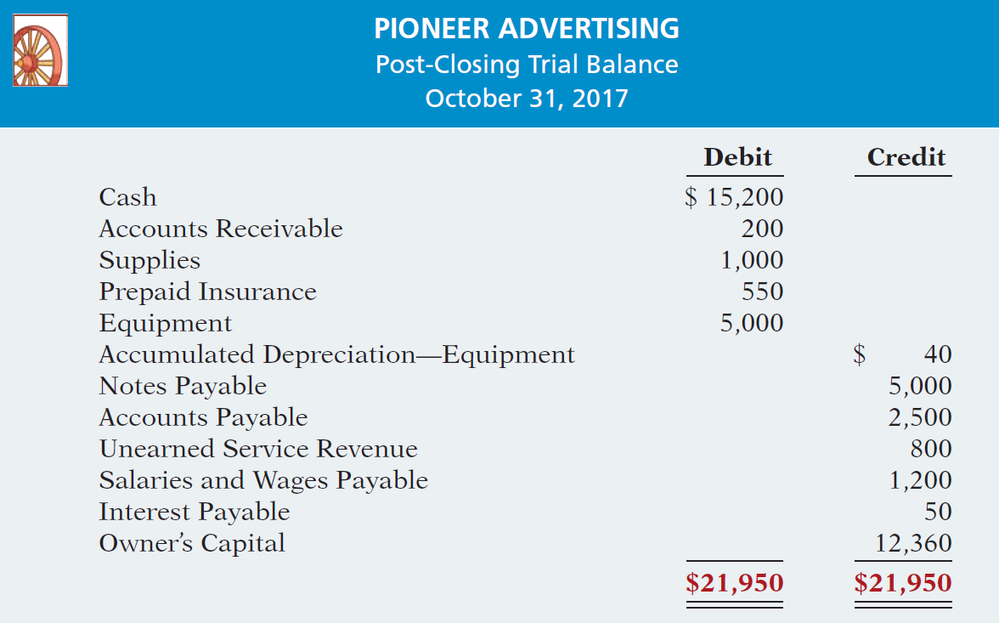 PIONEER ADVERTISING
Post-Closing Trial Balance
October 31, 2017
Debit Credit
Cash $ 15,200
Accounts Receivable 200
Supplies 1,000
Prepaid Insurance 550
Equipment 5,000
Accumulated Depreciation—Equipment $ 40
Notes Payable 5,000
Accounts Payable 2,500
Unearned Service Revenue 800
Salaries and Wages Payable 1,200
Interest Payable 50
Owner’s Capital 12,360
$21,950 $21,950